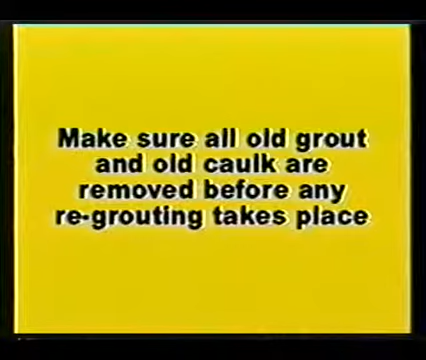 Make sure all old grout
and old caulk are
removed before any
re-grouting takes place